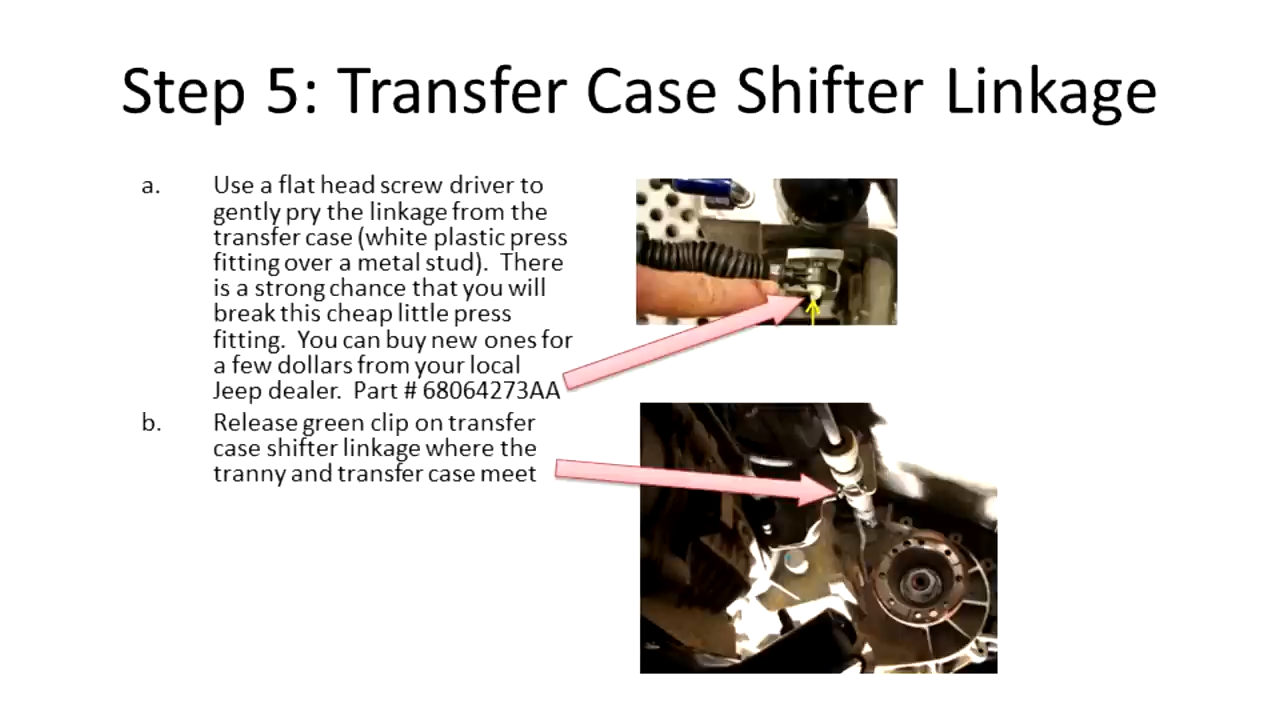 Step 5: Transfer Case Shifter Linkage
a. Use a flat head screw driver to
gently pry the linkage from the
transfer case (white plastic press
fitting over a metal stud). There
is a strong chance that you will
break this cheap little press
fitting. You can buy new ones for
a few dollars from your local
Jeep dealer. Part # 68064273AA
b. Release green clip on transfer
case shifter linkage where the
tranny and transfer case meet